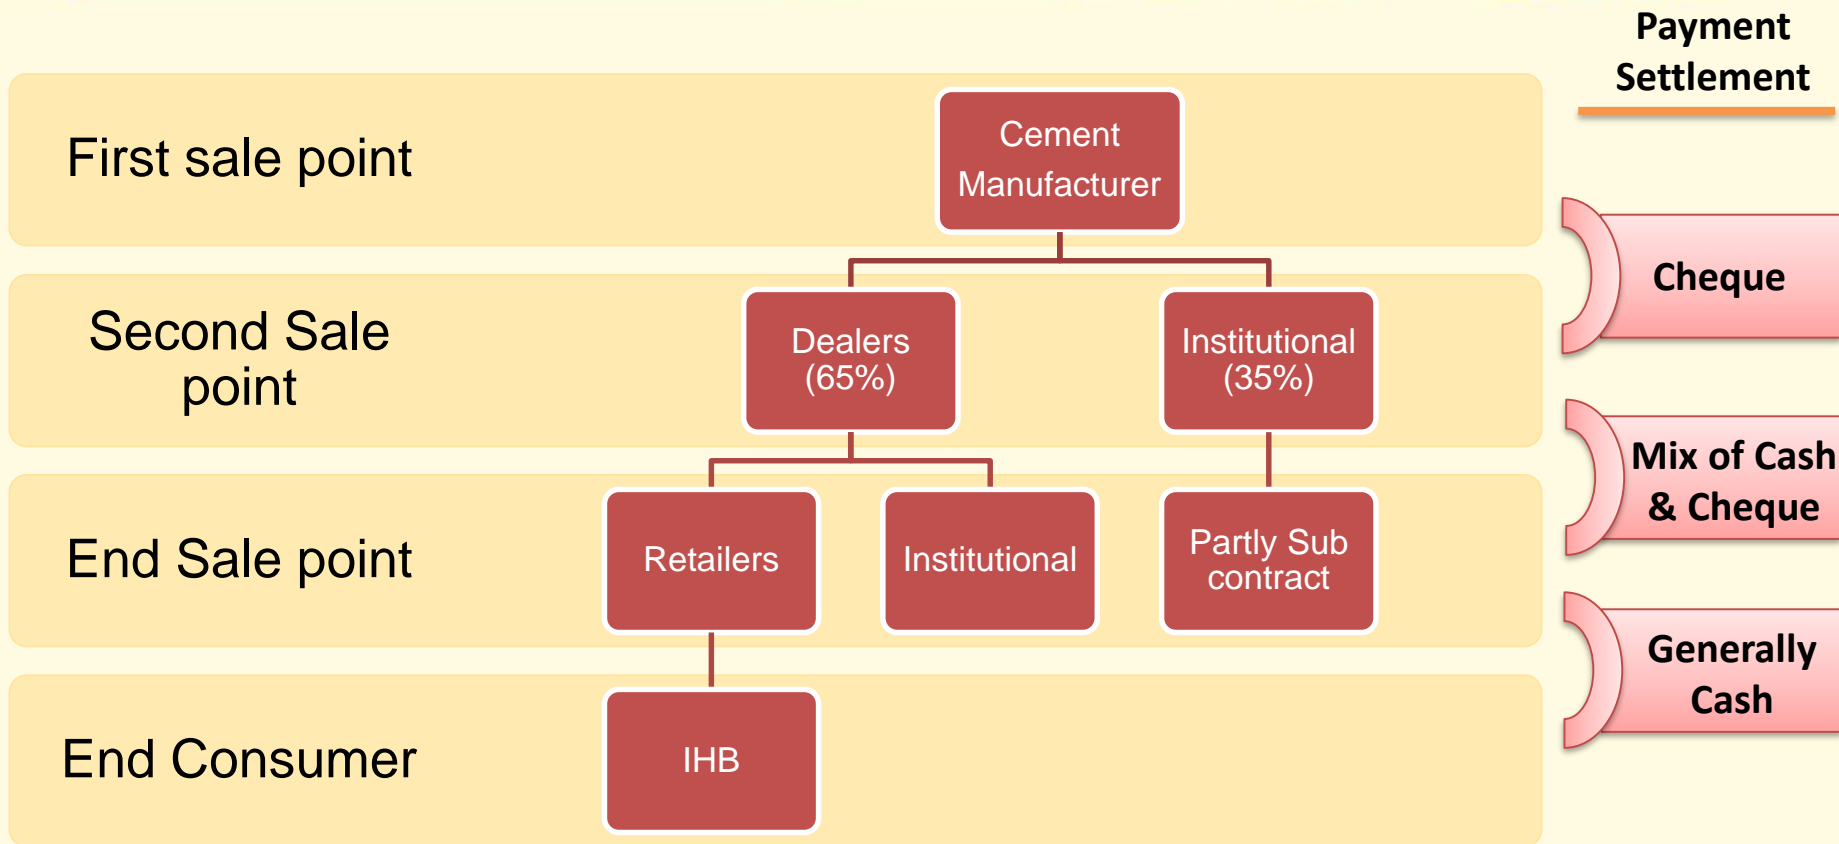 Payment
Settlement
First sale point
Cement
Manufacturer
Cheque
Second Sale
point
Dealers
(65%)
Institutional
(35%)
Mix of Cash
& Cheque
End Sale point
Retailers
Institutional
Partly Sub
contract
Generally
Cash
End Consumer
IHB